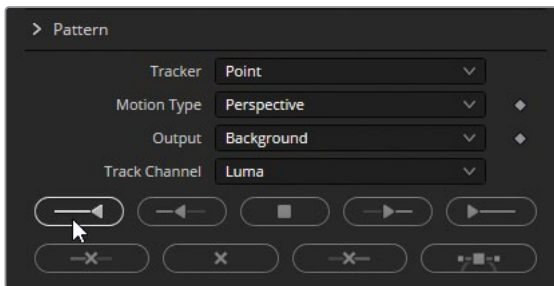 Pattern
Tracker Point
Motion Type Perspective
Output Background
Track Channel Luma